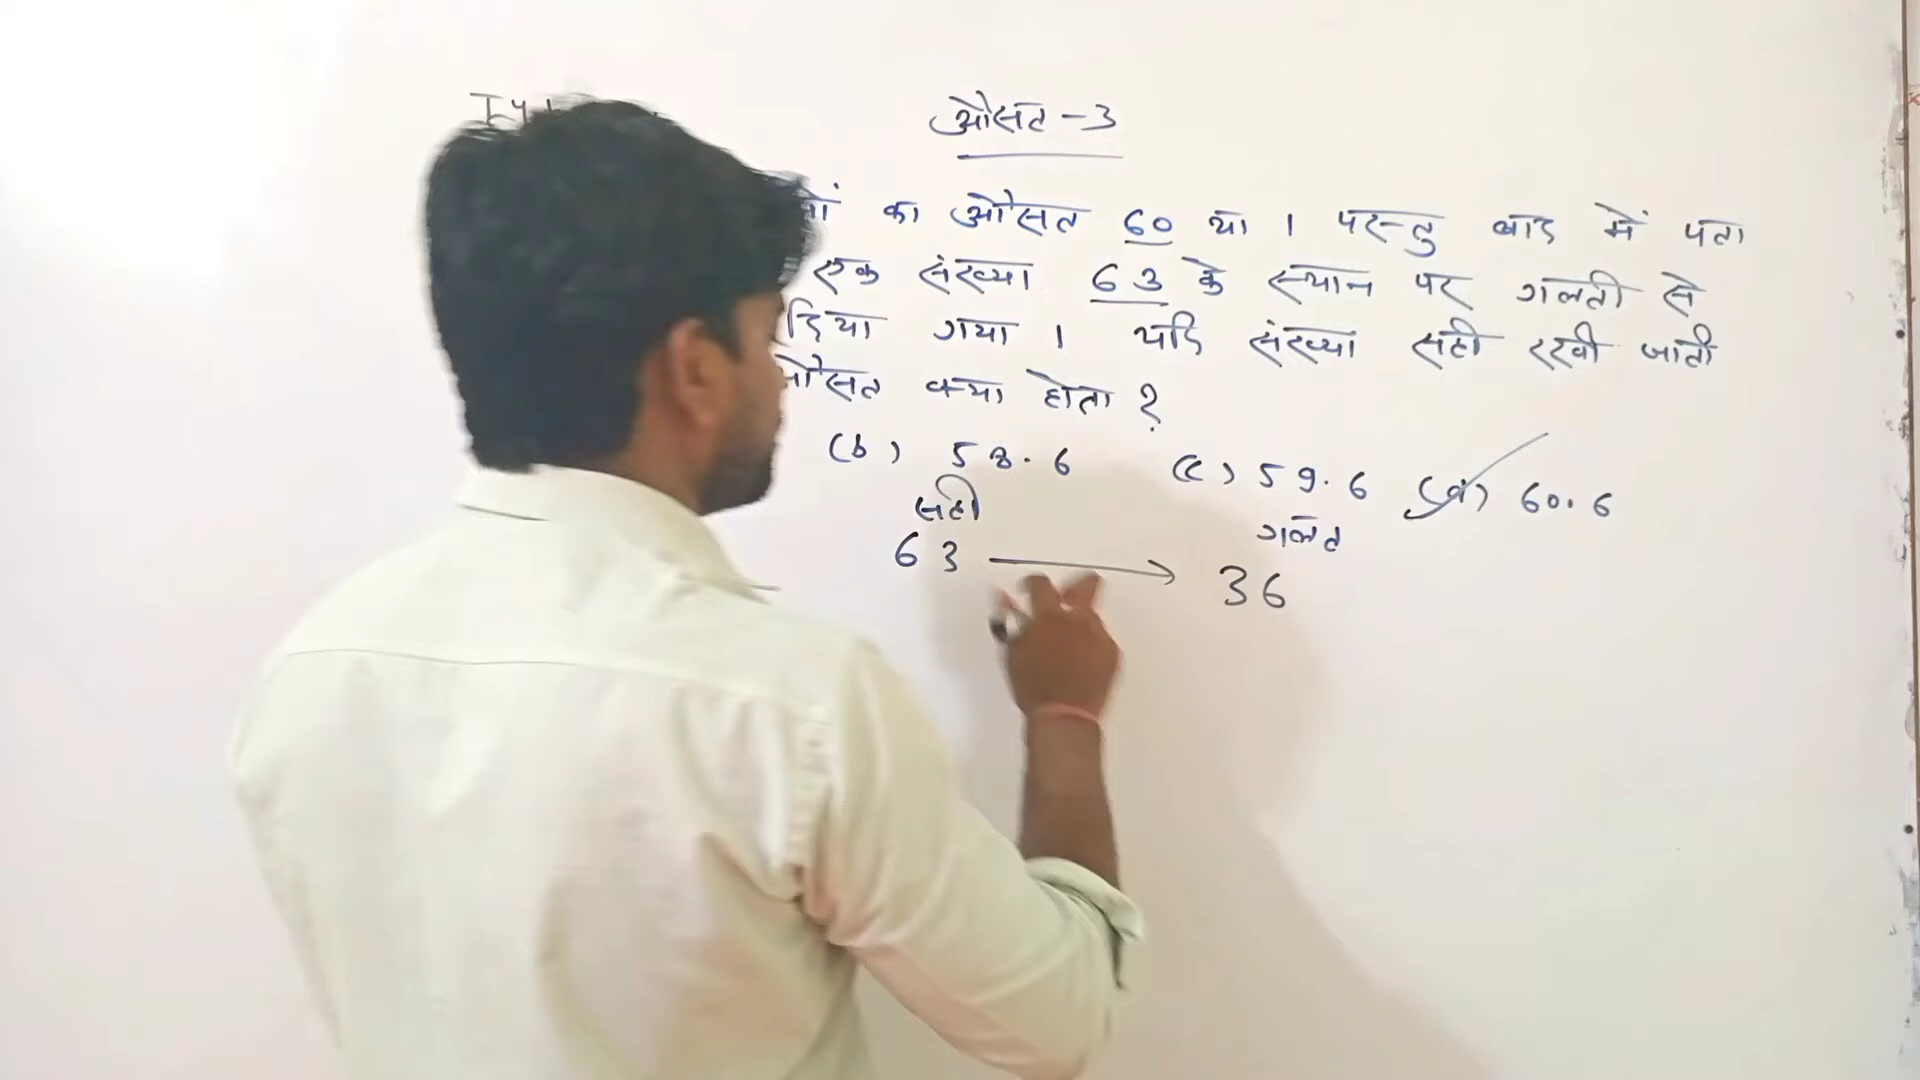 औसत - 3
का औसत 60 था । परन्तु बाद में पता
एक संख्या 63 के स्थान पर गलती से
दिया गया । यदि संख्या सही रखी जाती
औसत क्या होता ?
(b) 58.6 (c) 59.6 (d) 60.6
सही गलत
63 → 36